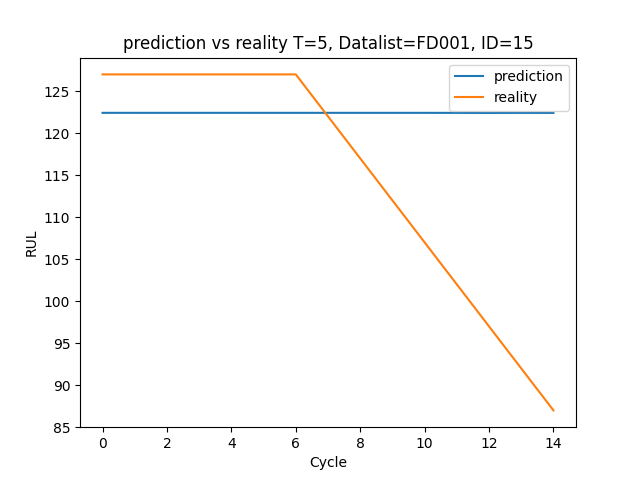 prediction vs reality T=5, Datalist=FD001, ID=15
prediction
reality
RUL
125
120
115
110
105
100
95
90
85
0 2 4 6 8 10 12 14
Cycle